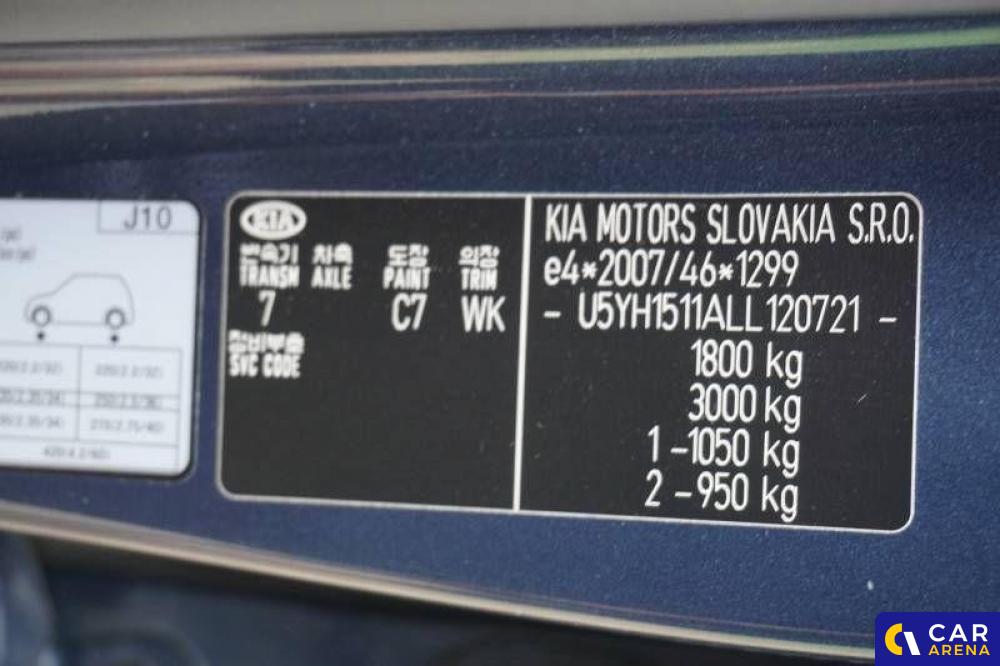 J10
KIA
변속기 차축 도장 의장
TRANSM AXLE PAINT TRIM
7 C7 WK
정비부호
SVC CODE
KIA MOTORS SLOVAKIA S.R.O.
e4*2007/46*1299
- U5YH1511ALL120721 -
1800 kg
3000 kg
1 -1050 kg
2 -950 kg
CAR
ARENA